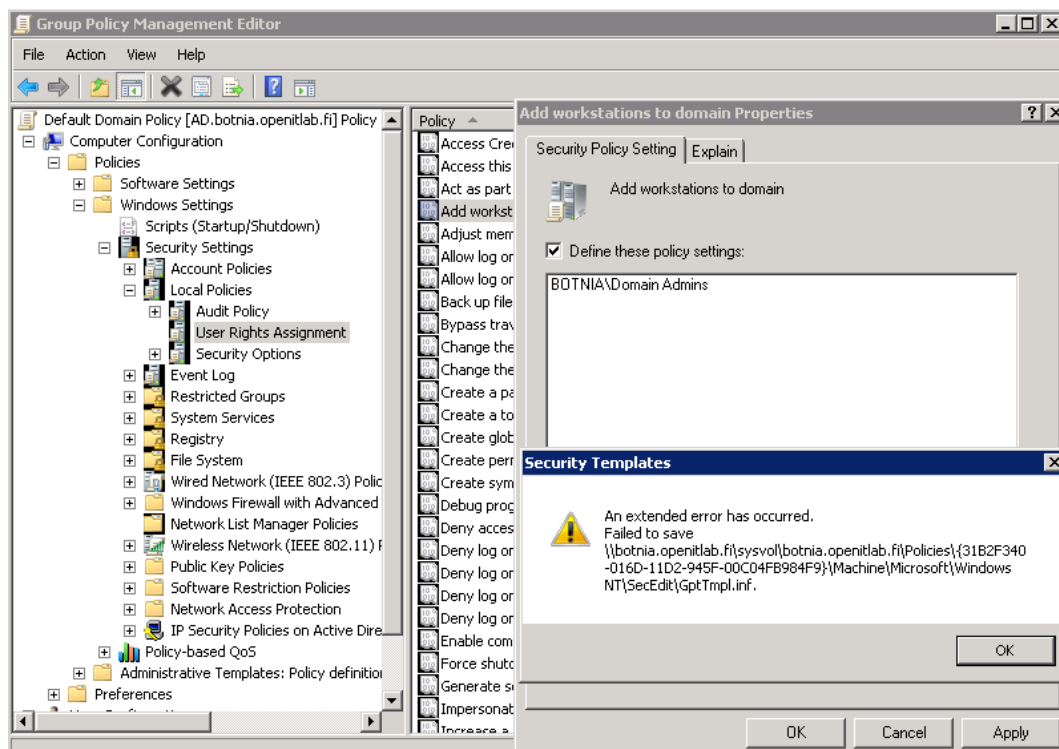 Group Policy Management Editor
File Action View Help
Default Domain Policy [AD.botnia.openitlab.fi] Policy
Computer Configuration
Policies
Software Settings
Windows Settings
Scripts (Startup/Shutdown)
Security Settings
Account Policies
Local Policies
Audit Policy
User Rights Assignment
Security Options
Event Log
Restricted Groups
System Services
Registry
File System
Wired Network (IEEE 802.3) Polic
Windows Firewall with Advanced
Network List Manager Policies
Wireless Network (IEEE 802.11) P
Public Key Policies
Software Restriction Policies
Network Access Protection
IP Security Policies on Active Dire
Policy-based QoS
Administrative Templates: Policy definitio
Preferences
Policy
Access Cre
Access this
Act as part
Add workst
Adjust mem
Allow log or
Allow log or
Back up file
Bypass trav
Change the
Change the
Create a pa
Create a to
Create glob
Create perr
Create sym
Debug prog
Deny acces
Deny log or
Deny log or
Deny log or
Deny log or
Enable com
Force shutd
Generate s
Impersonat
Increase a
Add workstations to domain Properties
Security Policy Setting Explain
Add workstations to domain
Define these policy settings:
BOTNIA\Domain Admins
Security Templates
An extended error has occurred.
Failed to save
\\botnia.openitlab.fi\sysvol\botnia.openitlab.fi\Policies\{31B2F340
-016D-11D2-945F-00C04FB984F9}\Machine\Microsoft\Windows
NT\SecEdit\GptTmpl.inf.
OK
OK Cancel Apply